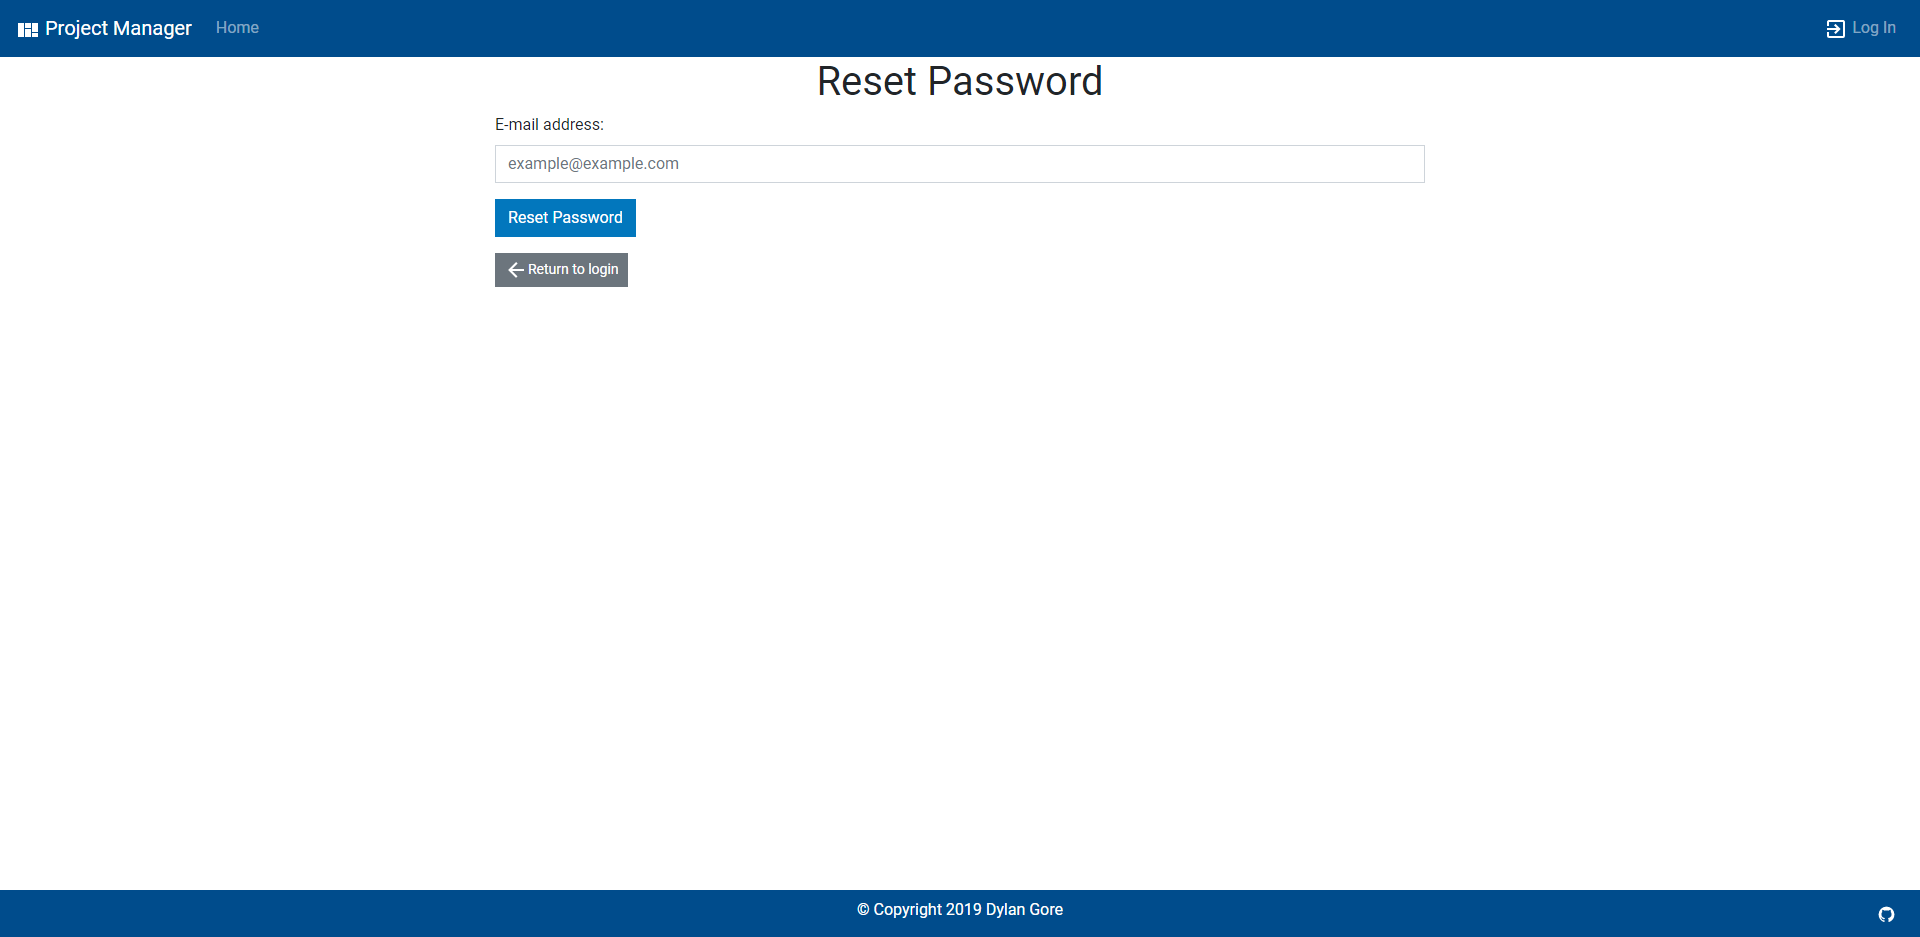 Project Manager Home Log In
Reset Password
E-mail address:
example@example.com
Reset Password
Return to login
© Copyright 2019 Dylan Gore